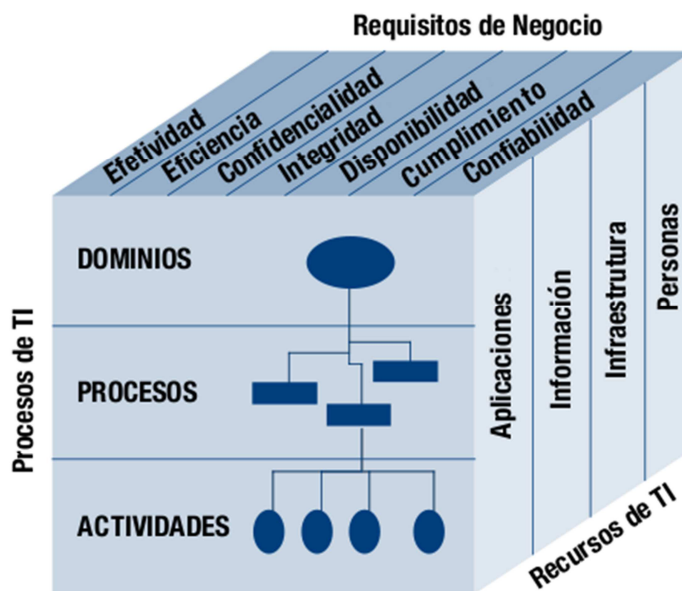 Requisitos de Negocio
Efetividad
Eficiencia
Confidencialidad
Integridad
Disponibilidad
Cumplimiento
Confiabilidad
Procesos de TI
DOMINIOS
PROCESOS
ACTIVIDADES
Aplicaciones
Información
Infraestrutura
Personas
Recursos de TI